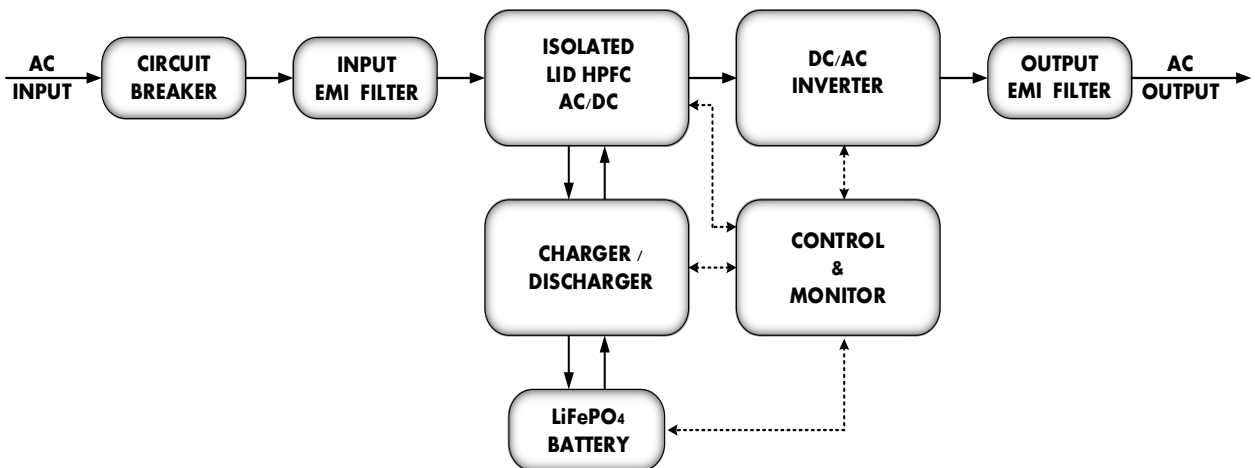 AC
INPUT
CIRCUIT
BREAKER
INPUT
EMI FILTER
ISOLATED
LID HPFC
AC/DC
DC/AC
INVERTER
OUTPUT
EMI FILTER
AC
OUTPUT
CHARGER /
DISCHARGER
CONTROL
&
MONITOR
LiFePO4
BATTERY